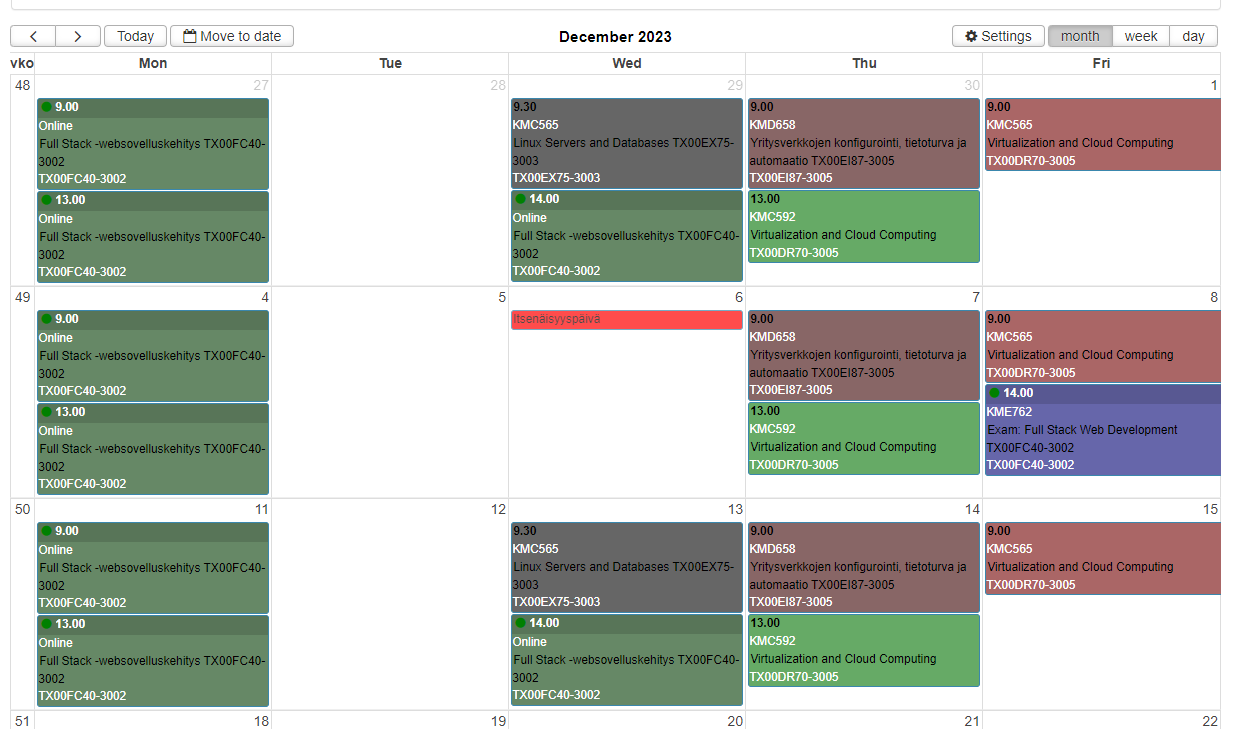 Today Move to date December 2023 Settings month week day
vko Mon Tue Wed Thu Fri
48 27 28 29 30 1
9.00
Online
Full Stack -websovelluskehitys TX00FC40-
3002
TX00FC40-3002
13.00
Online
Full Stack -websovelluskehitys TX00FC40-
3002
TX00FC40-3002
9.30
KMC565
Linux Servers and Databases TX00EX75-
3003
TX00EX75-3003
14.00
Online
Full Stack -websovelluskehitys TX00FC40-
3002
TX00FC40-3002
9.00
KMD658
Yritysverkkojen konfigurointi, tietoturva ja
automaatio TX00EI87-3005
TX00EI87-3005
13.00
KMC592
Virtualization and Cloud Computing
TX00DR70-3005
9.00
KMC565
Virtualization and Cloud Computing
TX00DR70-3005
49 4 5 6 7 8
9.00
Online
Full Stack -websovelluskehitys TX00FC40-
3002
TX00FC40-3002
13.00
Online
Full Stack -websovelluskehitys TX00FC40-
3002
TX00FC40-3002
Itsenäisyyspäivä
9.00
KMD658
Yritysverkkojen konfigurointi, tietoturva ja
automaatio TX00EI87-3005
TX00EI87-3005
13.00
KMC592
Virtualization and Cloud Computing
TX00DR70-3005
9.00
KMC565
Virtualization and Cloud Computing
TX00DR70-3005
14.00
KME762
Exam: Full Stack Web Development
TX00FC40-3002
TX00FC40-3002
50 11 12 13 14 15
9.00
Online
Full Stack -websovelluskehitys TX00FC40-
3002
TX00FC40-3002
13.00
Online
Full Stack -websovelluskehitys TX00FC40-
3002
TX00FC40-3002
9.30
KMC565
Linux Servers and Databases TX00EX75-
3003
TX00EX75-3003
14.00
Online
Full Stack -websovelluskehitys TX00FC40-
3002
TX00FC40-3002
9.00
KMD658
Yritysverkkojen konfigurointi, tietoturva ja
automaatio TX00EI87-3005
TX00EI87-3005
13.00
KMC592
Virtualization and Cloud Computing
TX00DR70-3005
9.00
KMC565
Virtualization and Cloud Computing
TX00DR70-3005
51 18 19 20 21 22